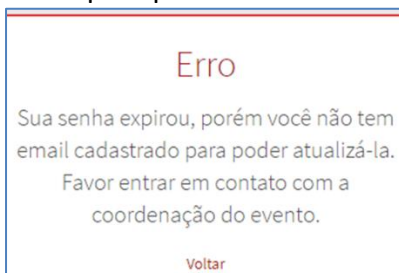 Erro
Sua senha expirou, porém você não tem
email cadastrado para poder atualizá-la.
Favor entrar em contato com a
coordenação do evento.
Voltar